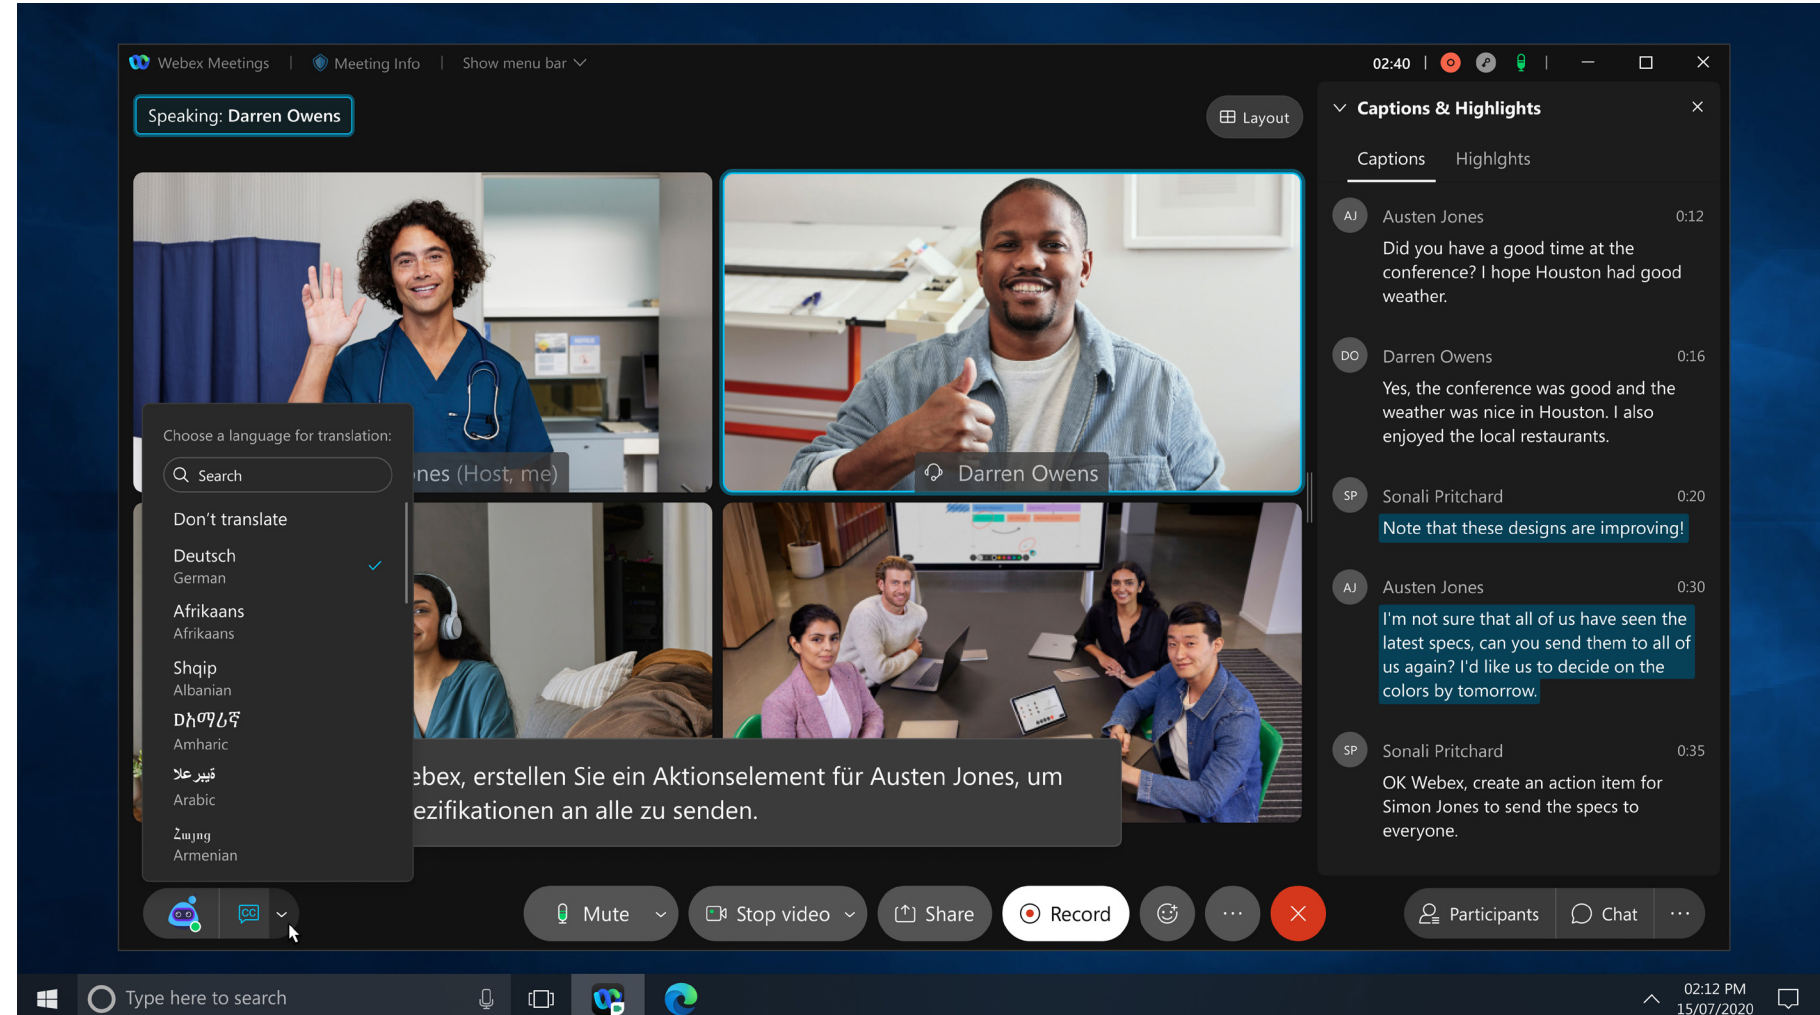 Webex Meetings | Meeting Info | Show menu bar
02:40
Speaking: Darren Owens
Layout
nes (Host, me)
Darren Owens
Choose a language for translation:
Search
Don't translate
Deutsch
German
Afrikaans
Afrikaans
Shqip
Albanian
Dአማሪኛ
Amharic
ةيبرعلا
Arabic
Armenian
ebex, erstellen Sie ein Aktionselement für Austen Jones, um
ezifikationen an alle zu senden.
Captions & Highlights
Captions Highlghts
AJ Austen Jones 0:12
Did you have a good time at the
conference? I hope Houston had good
weather.
DO Darren Owens 0:16
Yes, the conference was good and the
weather was nice in Houston. I also
enjoyed the local restaurants.
SP Sonali Pritchard 0:20
Note that these designs are improving!
AJ Austen Jones 0:30
I'm not sure that all of us have seen the
latest specs, can you send them to all of
us again? I'd like us to decide on the
colors by tomorrow.
SP Sonali Pritchard 0:35
OK Webex, create an action item for
Simon Jones to send the specs to
everyone.
CC
Mute
Stop video
Share
Record
Participants
Chat
Type here to search
02:12 PM
15/07/2020